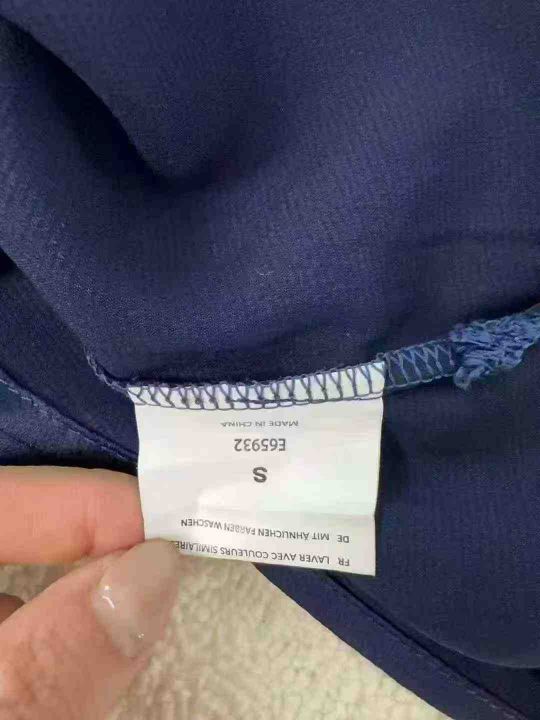 FR LAVER AVEC COULEURS SIMILAIRES
DE MIT ÄHNLICHEN FARBEN WASCHEN
S
E65932
MADE IN CHINA